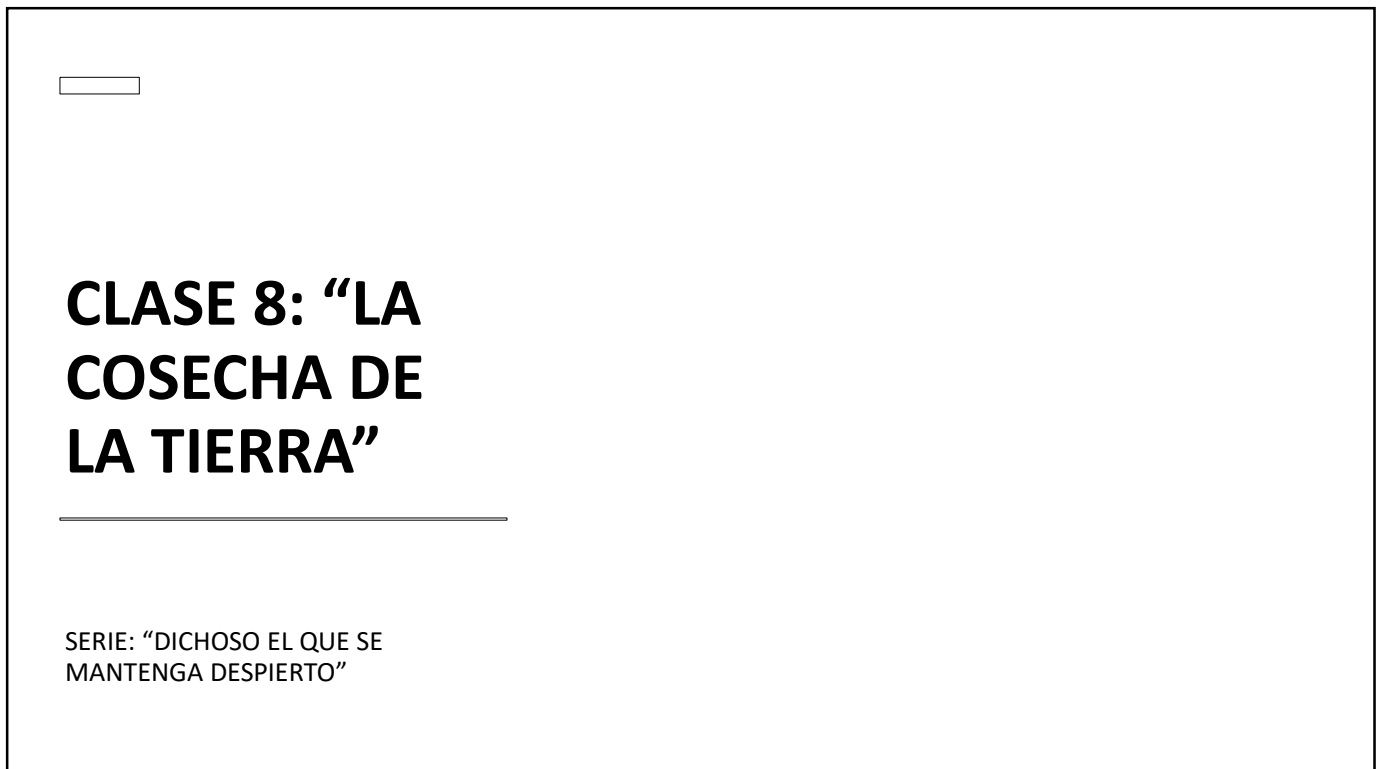 CLASE 8: “LA
COSECHA DE
LA TIERRA”
SERIE: “DICHOSO EL QUE SE
MANTENGA DESPIERTO”